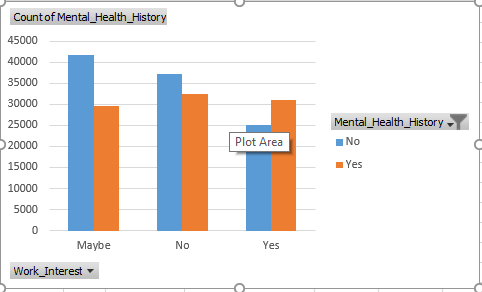 Count of Mental_Health_History
45000
40000
35000
30000
25000
20000
15000
10000
5000
0
Plot Area
Maybe
No
Yes
Mental_Health_History
No
Yes
Work_Interest